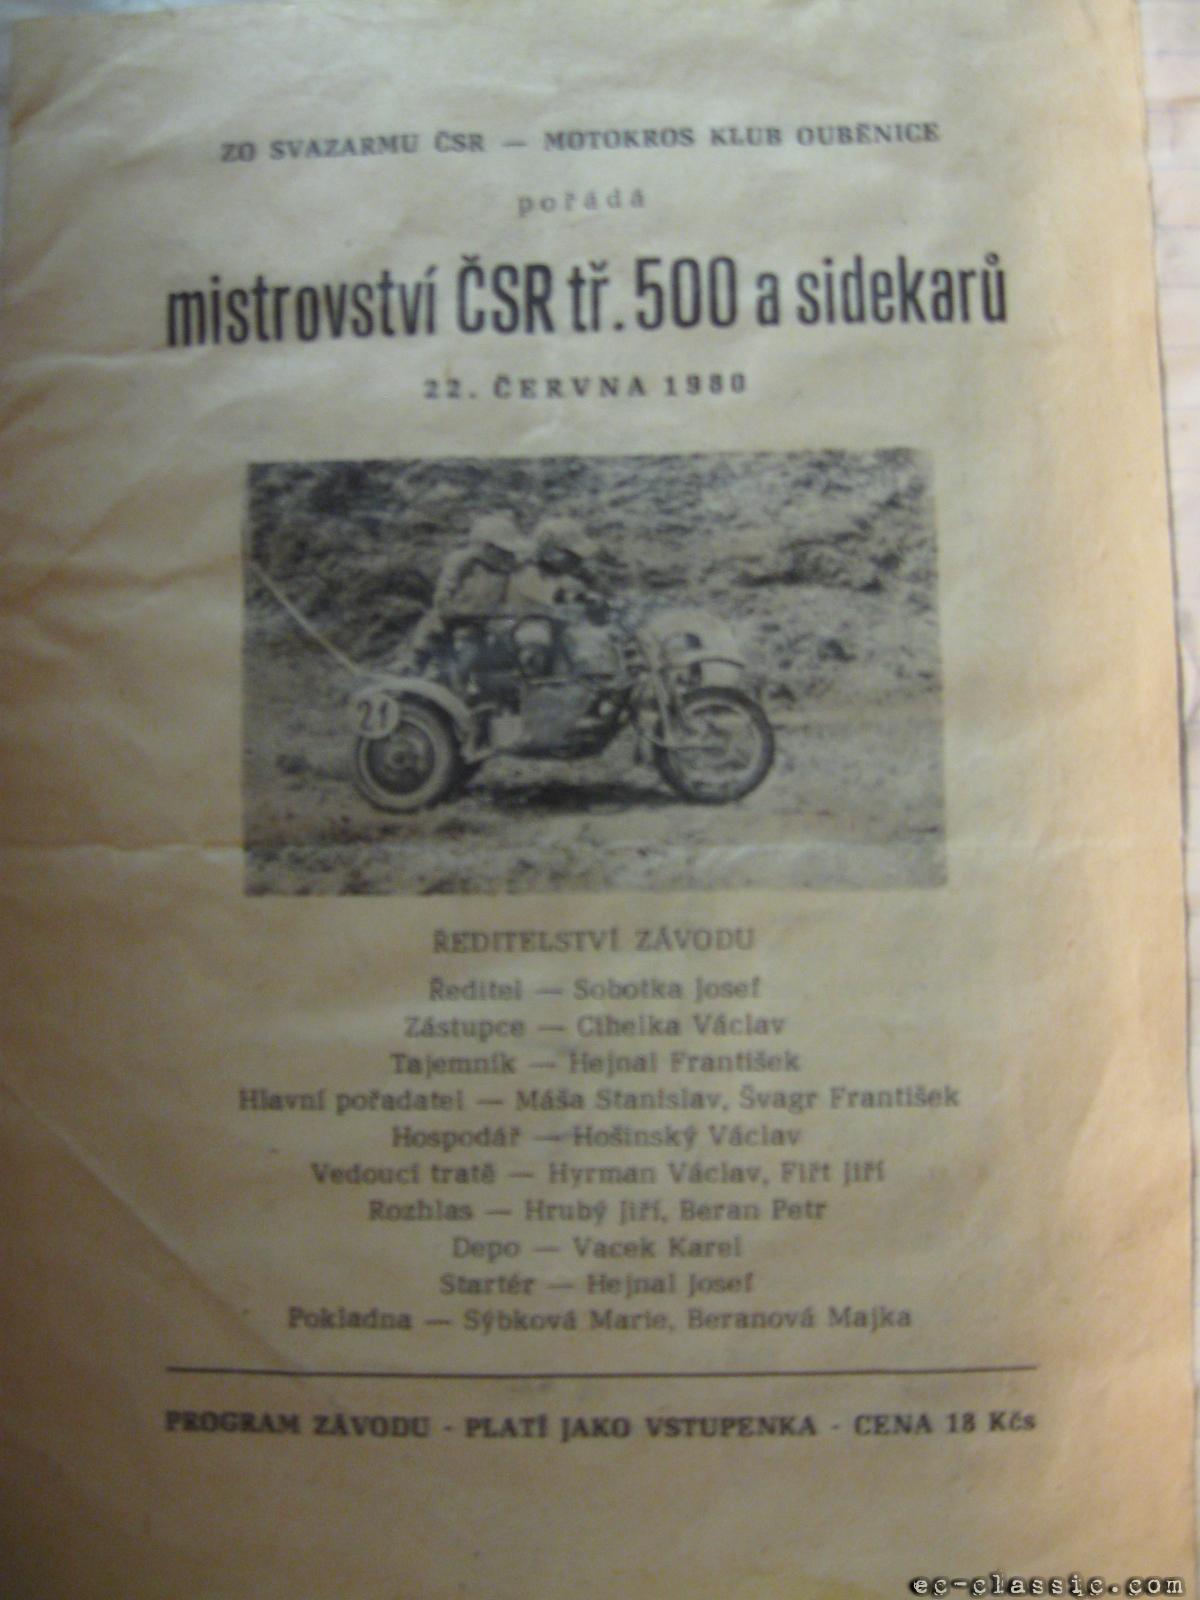 ZO SVAZARMU ČSR — MOTOKROS KLUB OUBĚNICE
pořádá
mistrovství ČSR tř. 500 a sidekarů
22. ČERVNA 1980
21
ŘEDITELSTVÍ ZÁVODU
Ředitel — Sobotka Josef
Zástupce — Cihelka Václav
Tajemník — Hejnal František
Hlavní pořadatel — Máša Stanislav, Švagr František
Hospodář — Hošinský Václav
Vedoucí tratě — Hyrman Václav, Fiřt Jiří
Rozhlas — Hrubý Jiří, Beran Petr
Depo — Vacek Karel
Startér — Hejnal Josef
Pokladna — Sýbková Marie, Beranová Majka
PROGRAM ZÁVODU - PLATÍ JAKO VSTUPENKA - CENA 18 Kčs
ec-classic.com